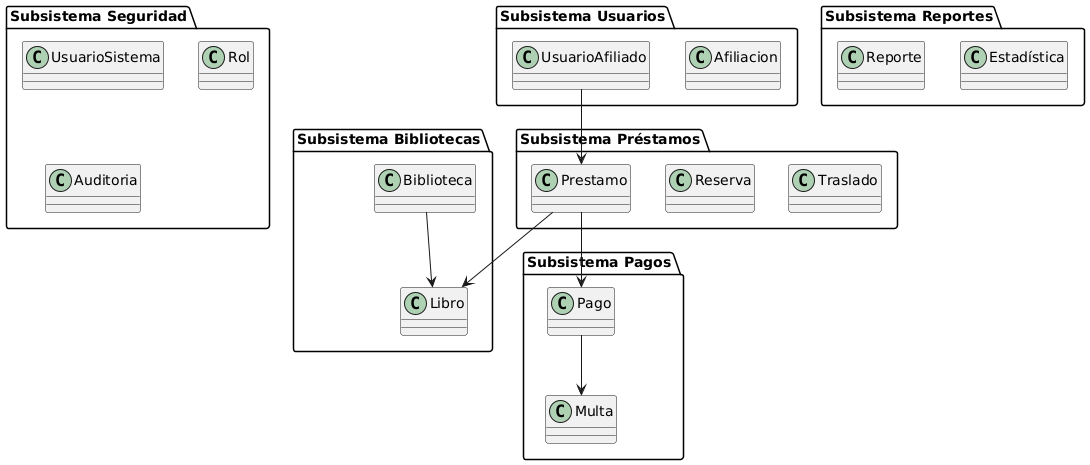 Subsistema Seguridad
C UsuarioSistema
C Rol
C Auditoria
Subsistema Usuarios
C UsuarioAfiliado
C Afiliacion
Subsistema Reportes
C Reporte
C Estadística
Subsistema Bibliotecas
C Biblioteca
C Libro
Subsistema Préstamos
C Prestamo
C Reserva
C Traslado
Subsistema Pagos
C Pago
C Multa